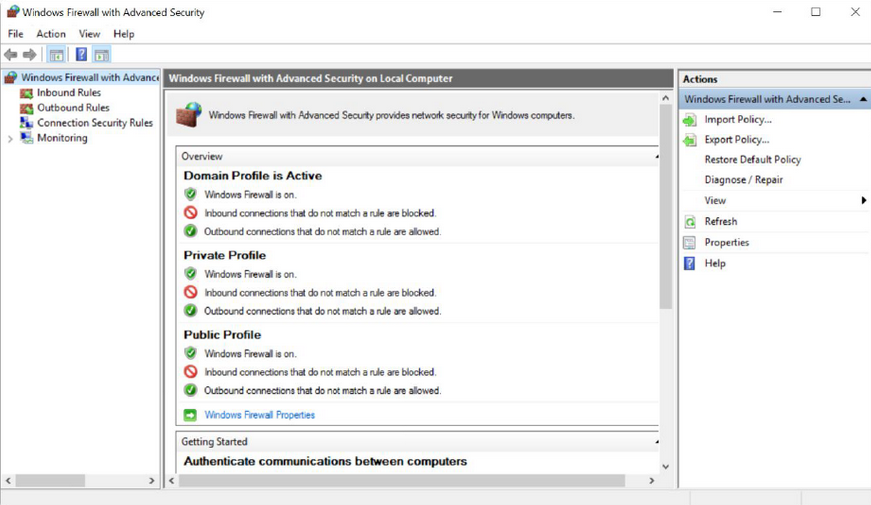 Windows Firewall with Advanced Security
File Action View Help
Windows Firewall with Advance
Inbound Rules
Outbound Rules
Connection Security Rules
Monitoring
Windows Firewall with Advanced Security on Local Computer
Windows Firewall with Advanced Security provides network security for Windows computers.
Overview
Domain Profile is Active
Windows Firewall is on.
Inbound connections that do not match a rule are blocked.
Outbound connections that do not match a rule are allowed.
Private Profile
Windows Firewall is on.
Inbound connections that do not match a rule are blocked.
Outbound connections that do not match a rule are allowed.
Public Profile
Windows Firewall is on.
Inbound connections that do not match a rule are blocked.
Outbound connections that do not match a rule are allowed.
Windows Firewall Properties
Getting Started
Authenticate communications between computers
Actions
Windows Firewall with Advanced Se...
Import Policy...
Export Policy...
Restore Default Policy
Diagnose / Repair
View
Refresh
Properties
Help